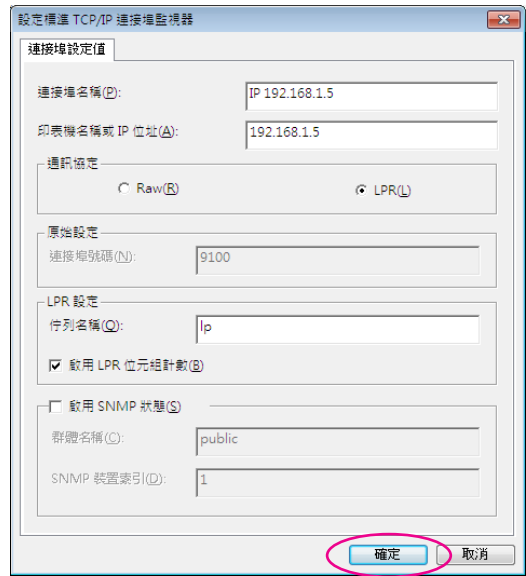 設定標準 TCP/IP 連接埠監視器
連接埠設定值
連接埠名稱(P): IP 192.168.1.5
印表機名稱或 IP 位址(A): 192.168.1.5
通訊協定
Raw(R) LPR(L)
原始設定
連接埠號碼(N): 9100
LPR 設定
佇列名稱(Q): lp
啟用 LPR 位元組計數(B)
啟用 SNMP 狀態(S)
群體名稱(C): public
SNMP 裝置索引(D): 1
確定 取消